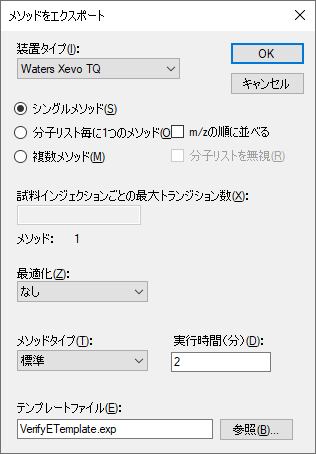 メソッドをエクスポート
装置タイプ(I):
Waters Xevo TQ
OK
キャンセル
シングルメソッド(S)
分子リスト毎に1つのメソッド(O
m/zの順に並べる
複数メソッド(M)
分子リストを無視(R)
試料インジェクションごとの最大トランジション数(X):
メソッド: 1
最適化(Z):
なし
メソッドタイプ(T):
実行時間(分)(D):
標準
2
テンプレートファイル(E):
VerifyETemplate.exp
参照(B)...